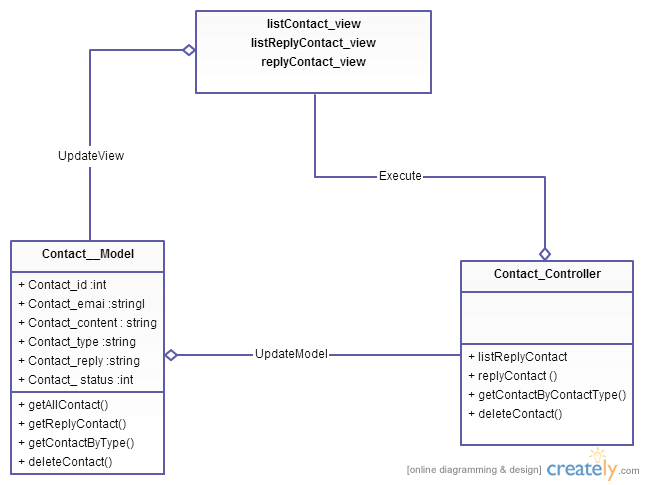 listContact_view
listReplyContact_view
replyContact_view
UpdateView
Execute
Contact__Model
+ Contact_id :int
+ Contact_emai :stringl
+ Contact_content : string
+ Contact_type :string
+ Contact_reply :string
+ Contact_ status :int
+ getAllContact()
+ getReplyContact()
+ getContactByType()
+ deleteContact()
UpdateModel
Contact_Controller
+ listReplyContact
+ replyContact ()
+ getContactByContactType()
+ deleteContact()
[online diagramming & design] creately.com